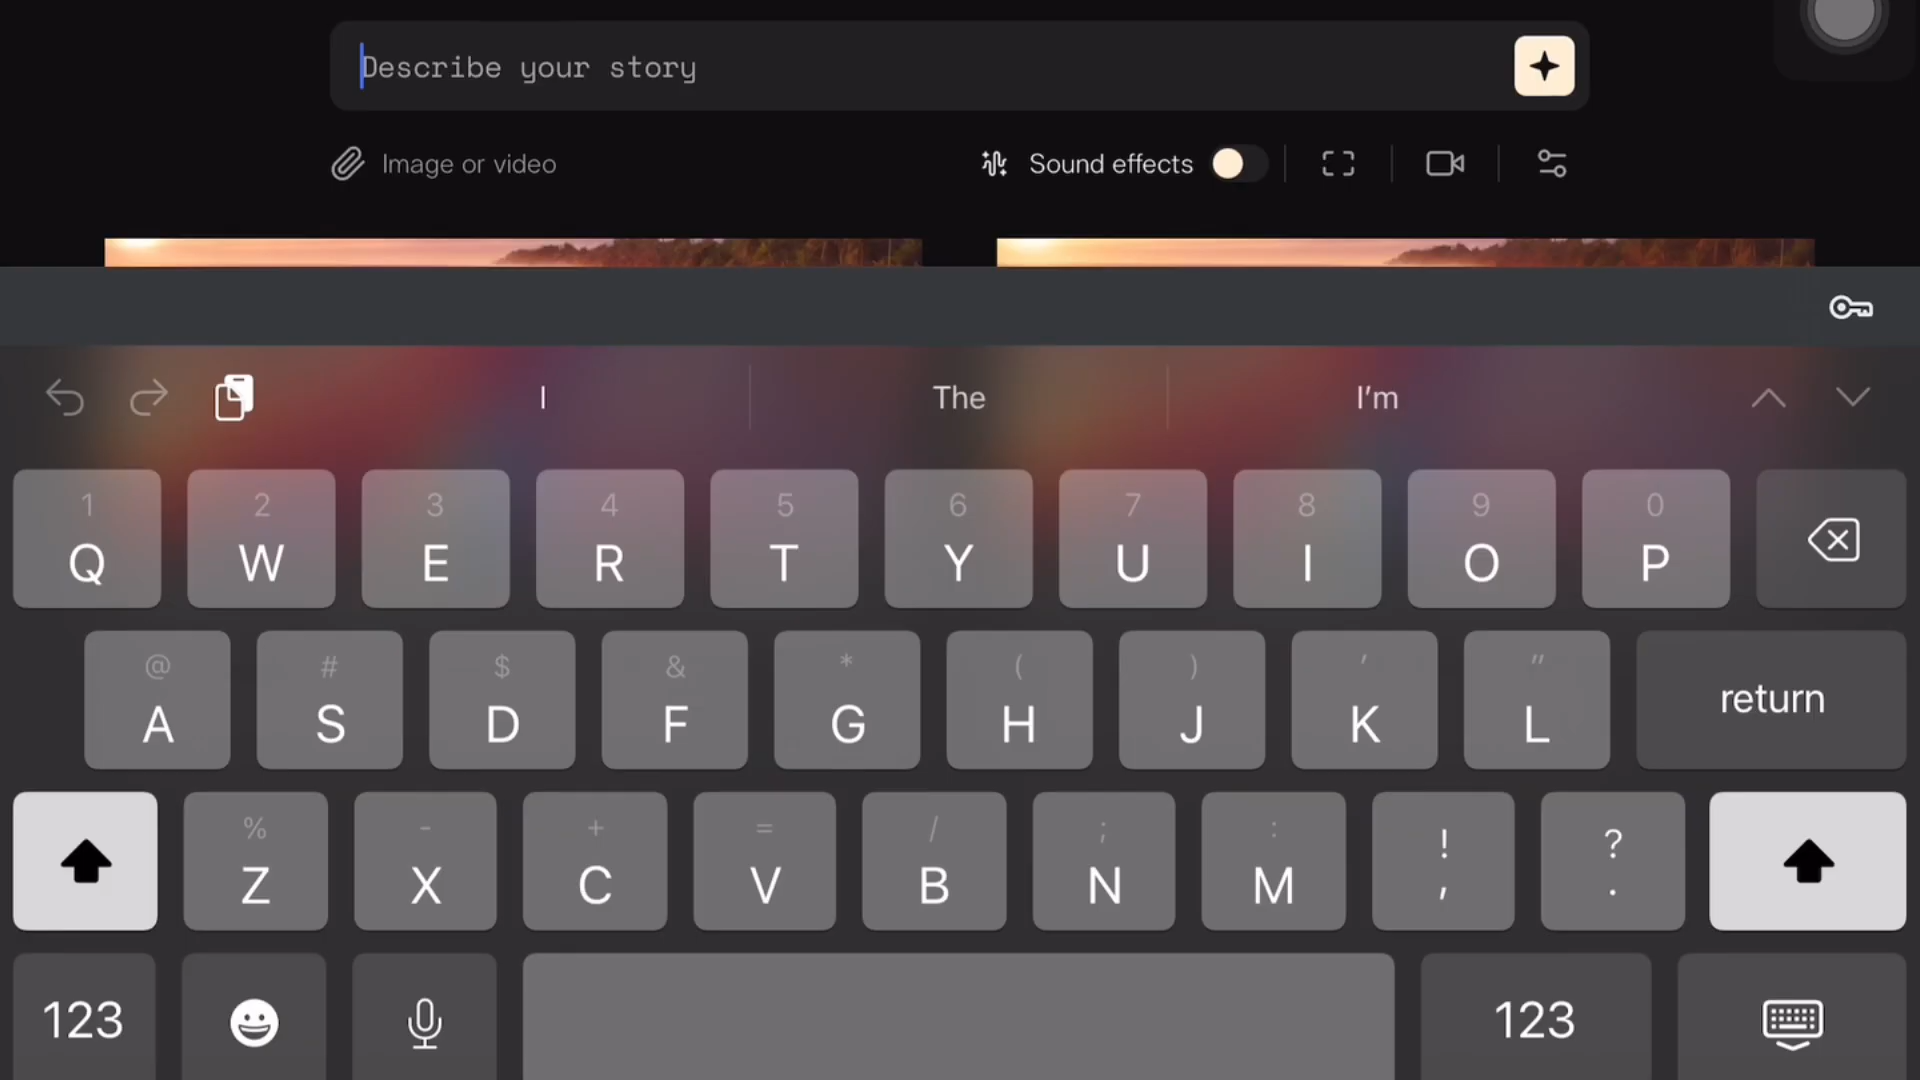 Describe your story
Image or video
Sound effects
I
The
I'm
1 2 3 4 5 6 7 8 9 0
Q W E R T Y U I O P
@ # $ & * ( ) ' "
A S D F G H J K L
return
% - + = / ; : ! ?
Z X C V B N M , .
123
123